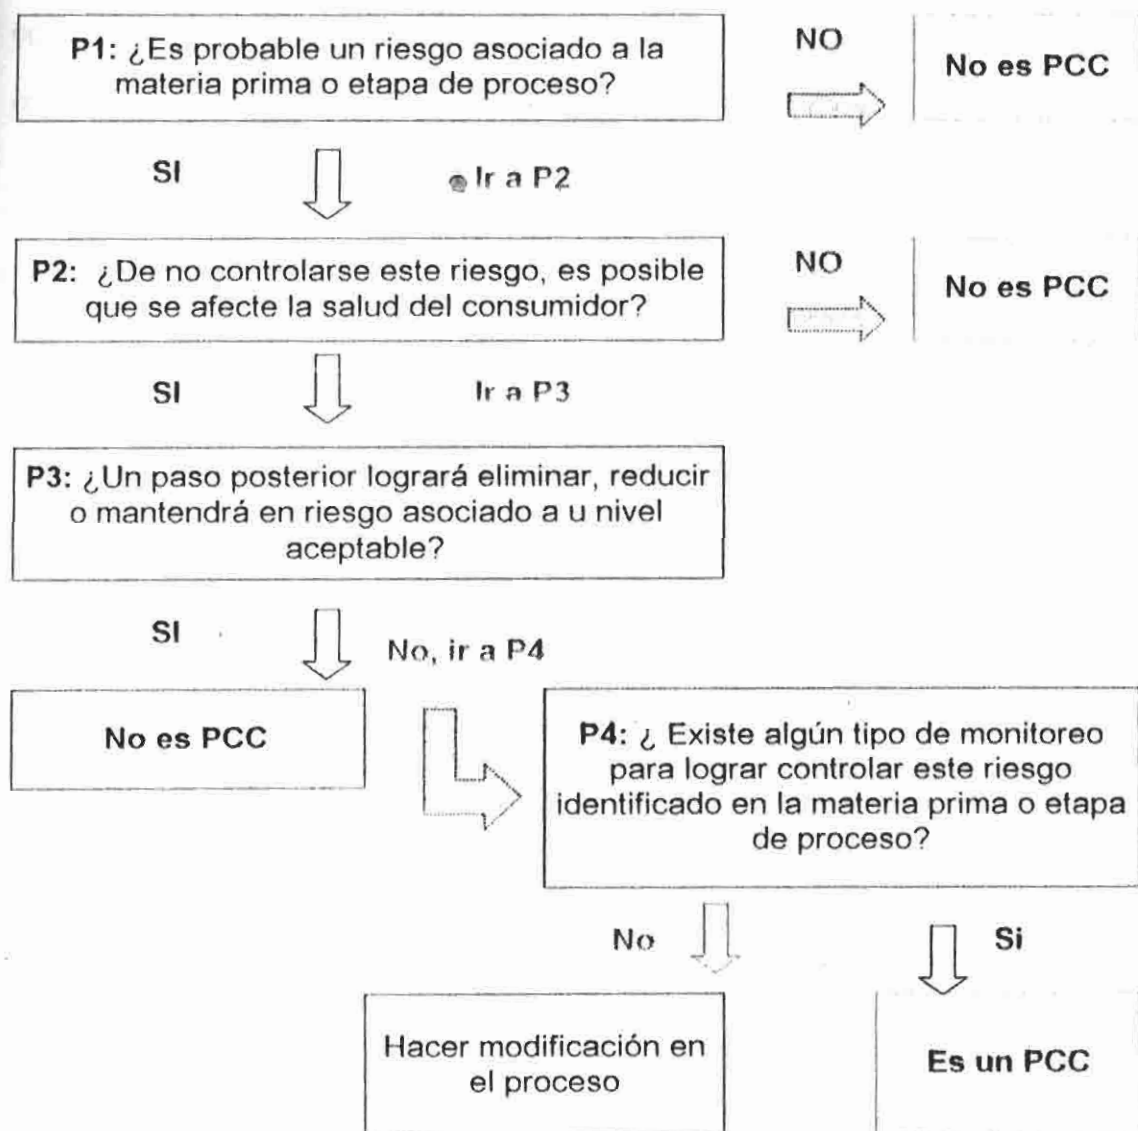 P1: ¿Es probable un riesgo asociado a la
materia prima o etapa de proceso?
NO
No es PCC
SI
Ir a P2
P2: ¿De no controlarse este riesgo, es posible
que se afecte la salud del consumidor?
NO
No es PCC
SI
Ir a P3
P3: ¿Un paso posterior logrará eliminar, reducir
o mantendrá en riesgo asociado a u nivel
aceptable?
SI
No, ir a P4
No es PCC
P4: ¿ Existe algún tipo de monitoreo
para lograr controlar este riesgo
identificado en la materia prima o etapa
de proceso?
No
Si
Hacer modificación en
el proceso
Es un PCC